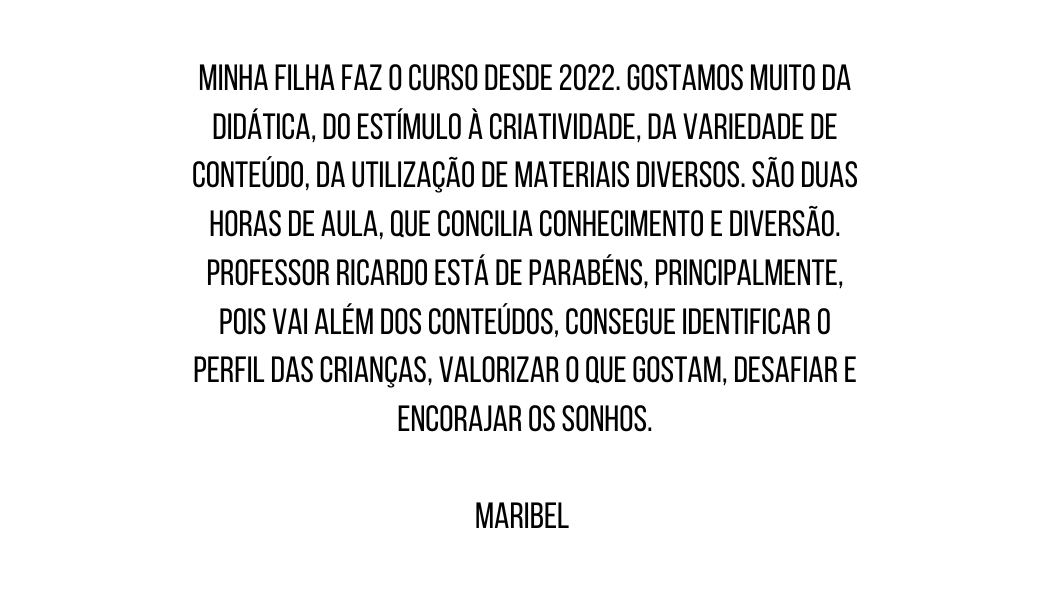 MINHA FILHA FAZ O CURSO DESDE 2022. GOSTAMOS MUITO DA
DIDÁTICA, DO ESTÍMULO À CRIATIVIDADE, DA VARIEDADE DE
CONTEÚDO, DA UTILIZAÇÃO DE MATERIAIS DIVERSOS. SÃO DUAS
HORAS DE AULA, QUE CONCILIA CONHECIMENTO E DIVERSÃO.
PROFESSOR RICARDO ESTÁ DE PARABÉNS, PRINCIPALMENTE,
POIS VAI ALÉM DOS CONTEÚDOS, CONSEGUE IDENTIFICAR O
PERFIL DAS CRIANÇAS, VALORIZAR O QUE GOSTAM, DESAFIAR E
ENCORAJAR OS SONHOS.
MARIBEL